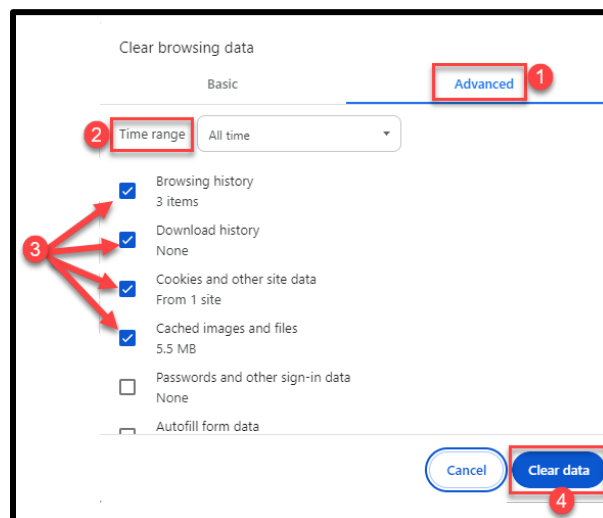 Clear browsing data
Basic
Advanced
1
2
Time range
All time
Browsing history
3 items
Download history
None
3
Cookies and other site data
From 1 site
Cached images and files
5.5 MB
Passwords and other sign-in data
None
Autofill form data
Cancel
Clear data
4